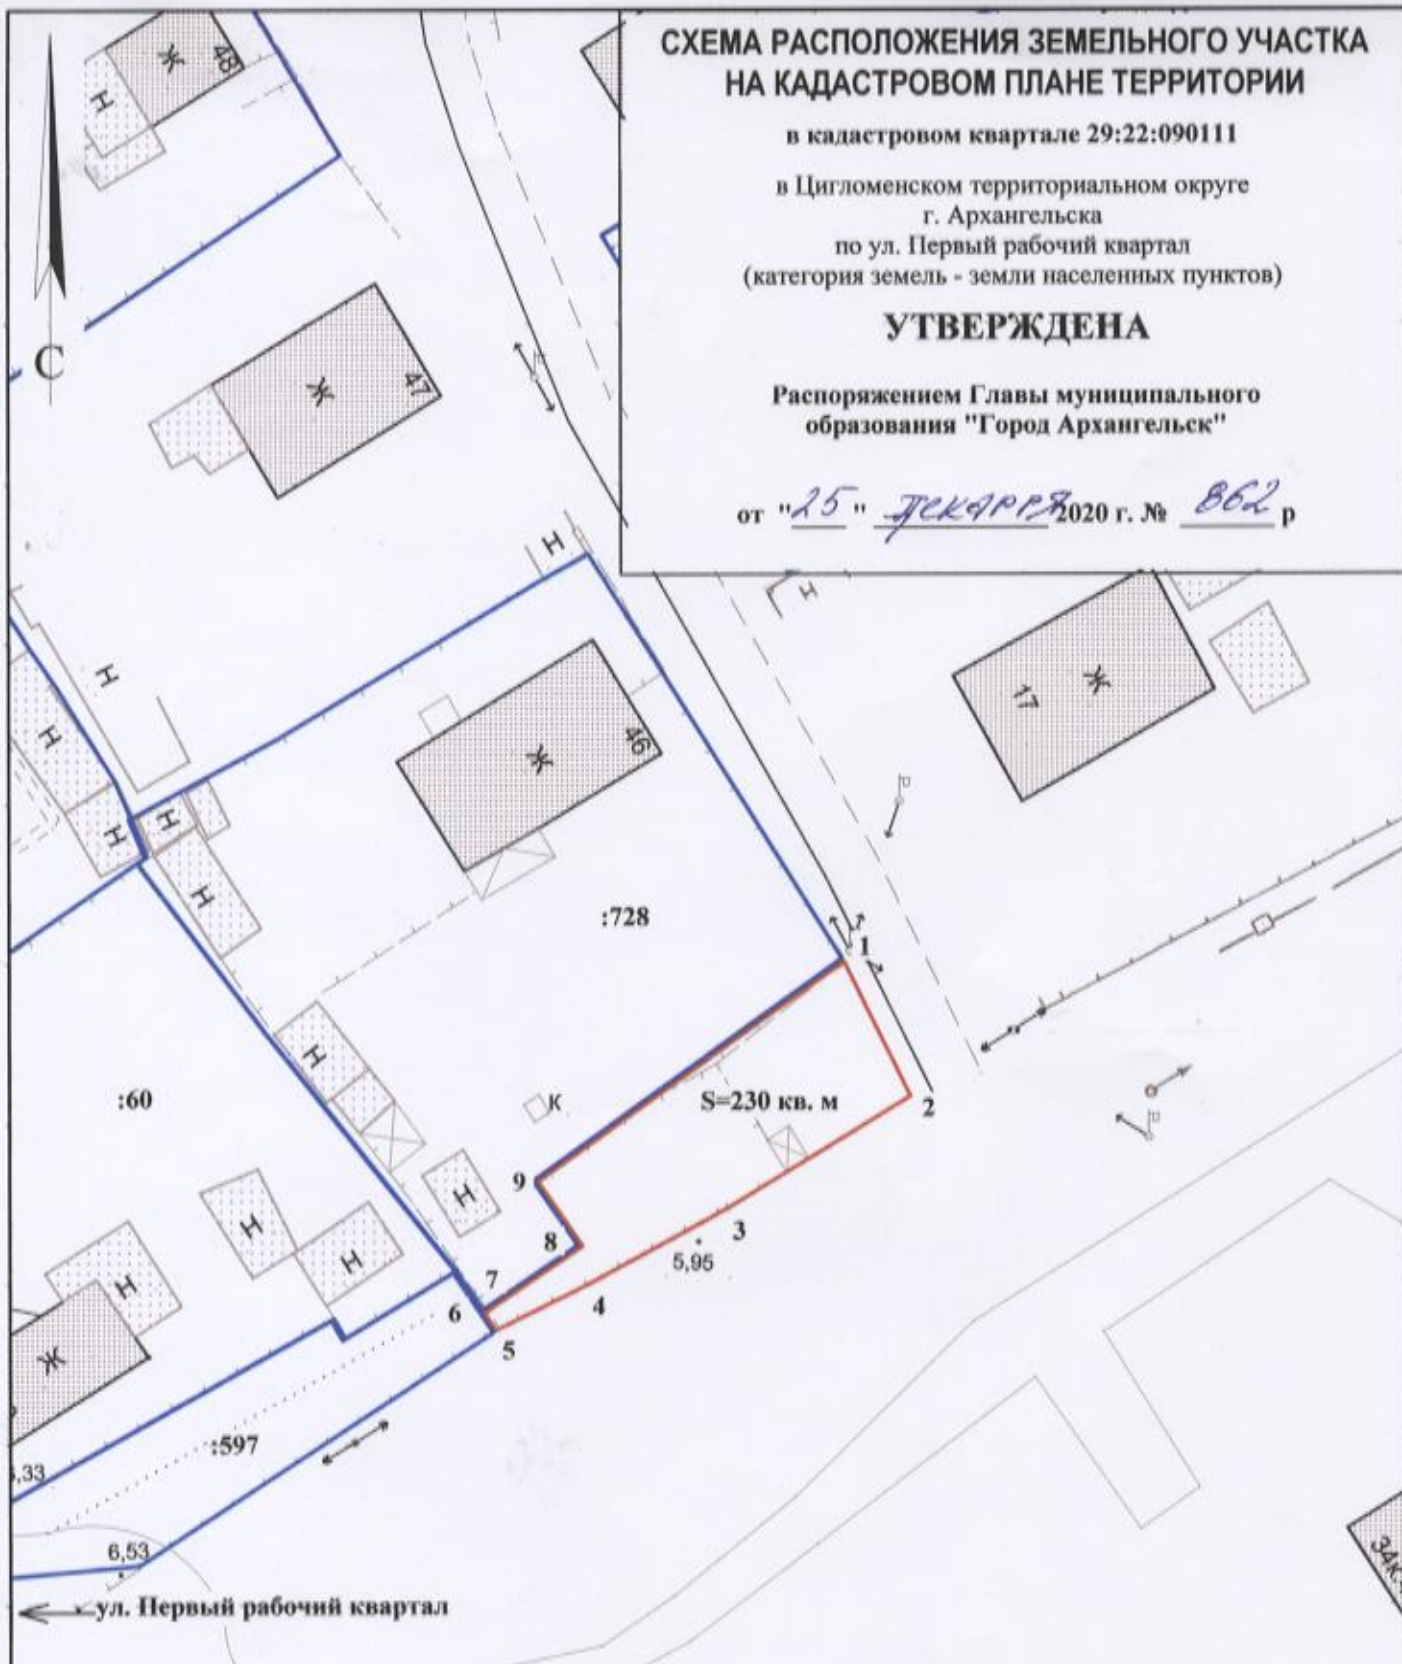 СХЕМА РАСПОЛОЖЕНИЯ ЗЕМЕЛЬНОГО УЧАСТКА
НА КАДАСТРОВОМ ПЛАНЕ ТЕРРИТОРИИ
в кадастровом квартале 29:22:090111
в Цигломенском территориальном округе
г. Архангельска
по ул. Первый рабочий квартал
(категория земель - земли населенных пунктов)
УТВЕРЖДЕНА
Распоряжением Главы муниципального
образования "Город Архангельск"
от "25" декабря 2020 г. № 862 р
Ж 48
Н
С
Ж 47
Н
Н
Н
Н
Н
Н
Ж 46
17 Ж
Н
:728
1
Н
К
:60
S=230 кв. м
2
9
Н
8
3
5,95
Н
Н
Н
7
6
4
5
Ж
:597
,33
6,53
ул. Первый рабочий квартал
34к.